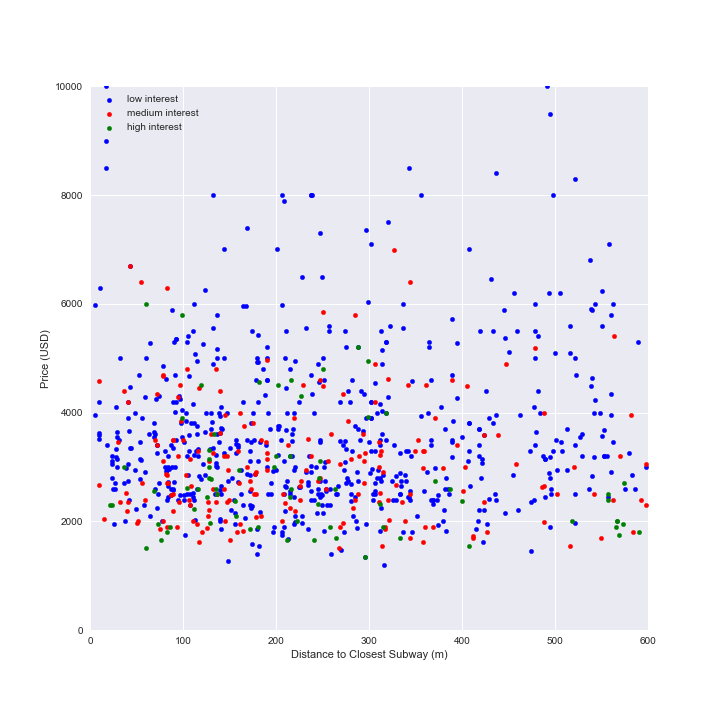 10000
low interest
medium interest
high interest
8000
6000
Price (USD)
4000
2000
0
0 100 200 300 400 500 600
Distance to Closest Subway (m)